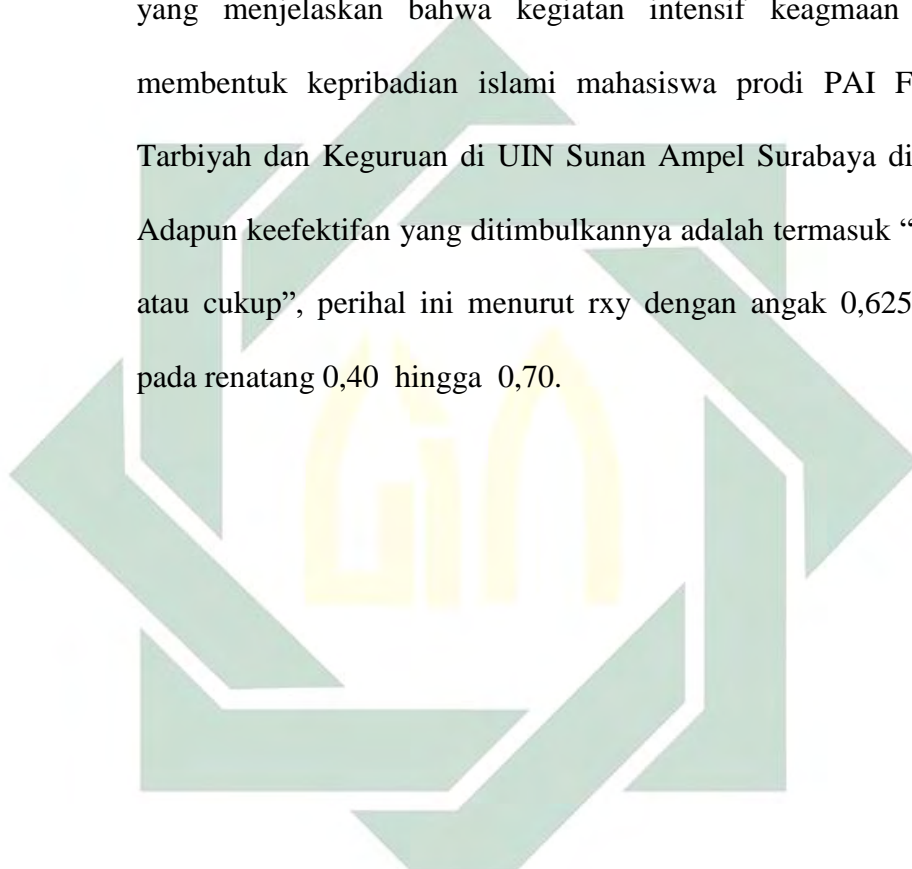 yang menjelaskan bahwa kegiatan intensif keagmaan
membentuk kepribadian islami mahasiswa prodi PAI F
Tarbiyah dan Keguruan di UIN Sunan Ampel Surabaya di
Adapun keefektifan yang ditimbulkannya adalah termasuk “
atau cukup”, perihal ini menurut rxy dengan angak 0,625
pada renatang 0,40 hingga 0,70.